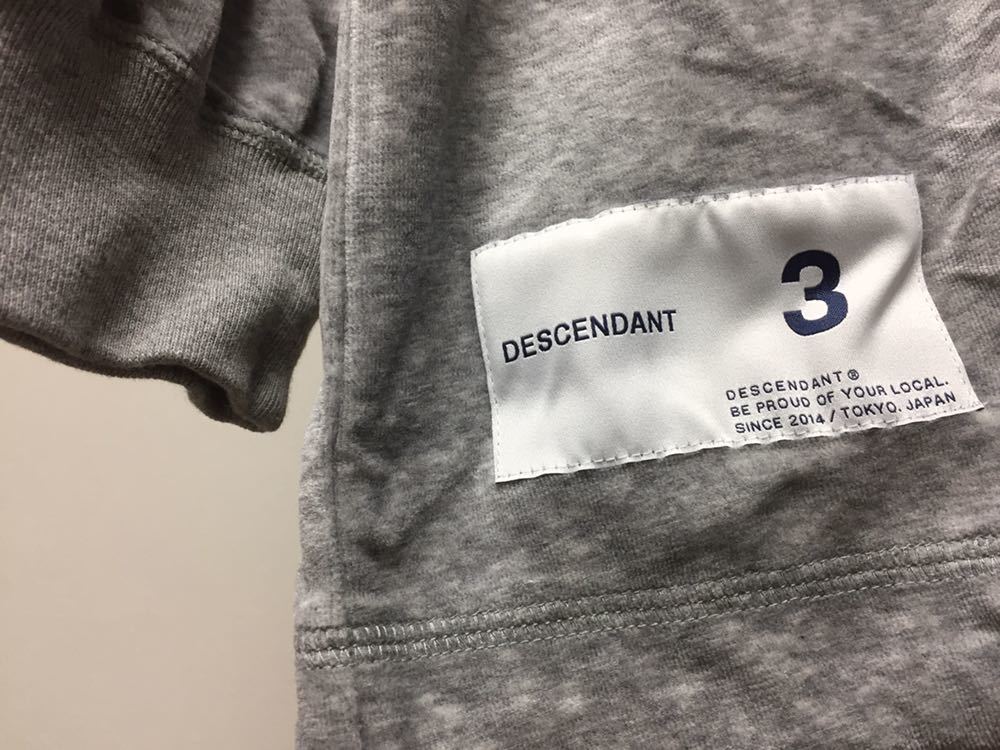 3
DESCENDANT
DESCENDANT ®
BE PROUD OF YOUR LOCAL.
SINCE 2014 / TOKYO. JAPAN